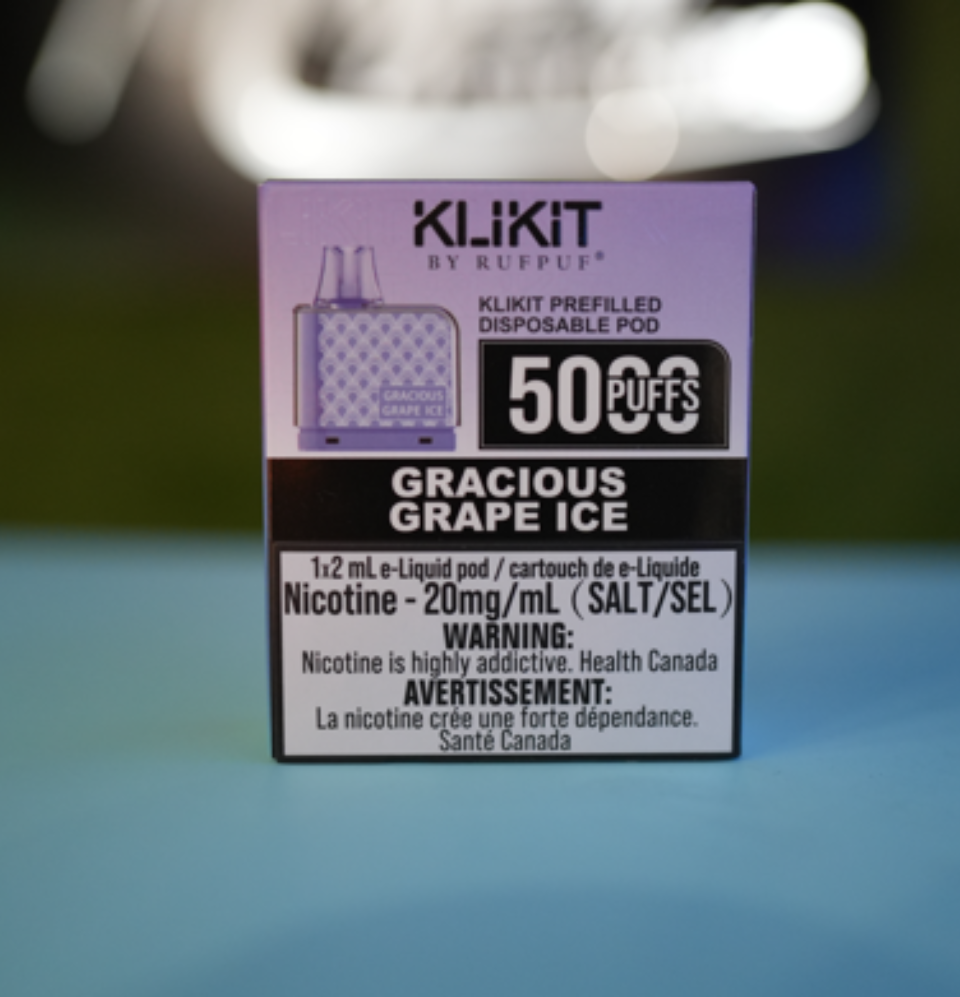 KLIKIT
BY RUFPUF®
KLIKIT PREFILLED
DISPOSABLE POD
5000
PUFFS
GRACIOUS
GRAPE ICE
GRACIOUS
GRAPE ICE
1x2 mL e-Liquid pod / cartouch de e-Liquide
Nicotine - 20mg/mL (SALT/SEL)
WARNING:
Nicotine is highly addictive. Health Canada
AVERTISSEMENT:
La nicotine crée une forte dépendance.
Santé Canada